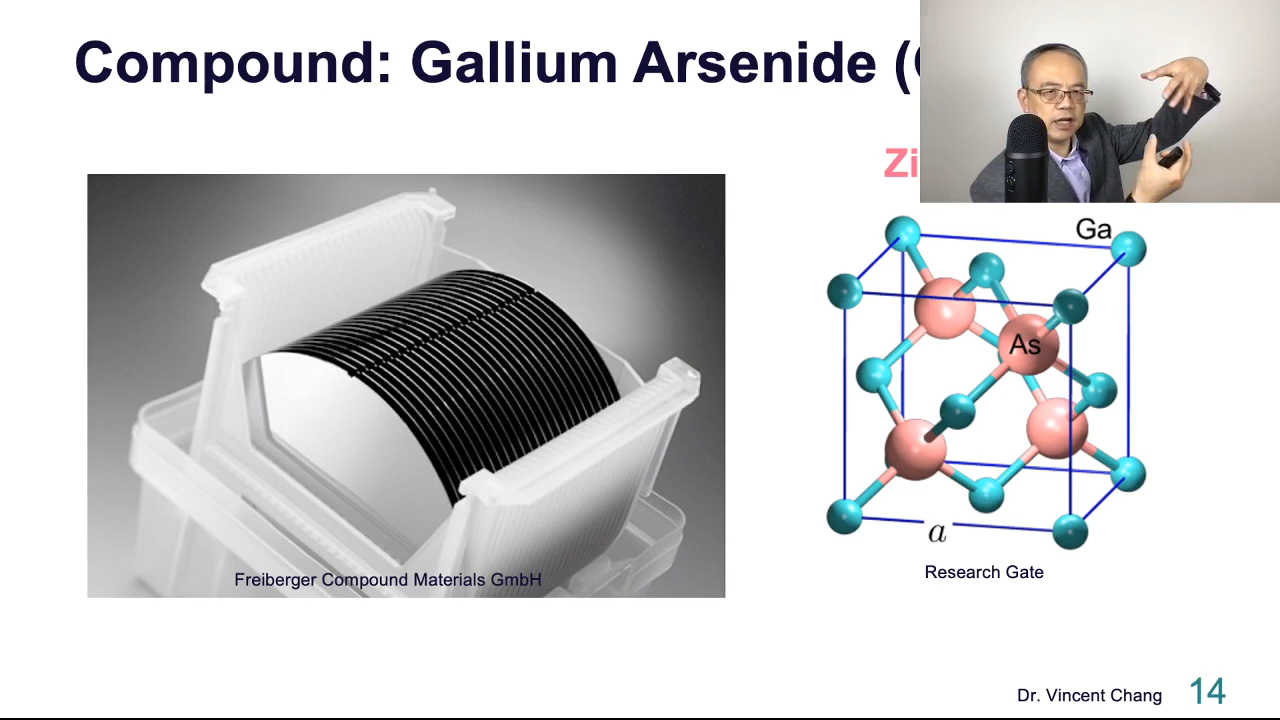 Compound: Gallium Arsenide (
Zi
Ga
As
a
Freiberger Compound Materials GmbH
Research Gate
Dr. Vincent Chang
14